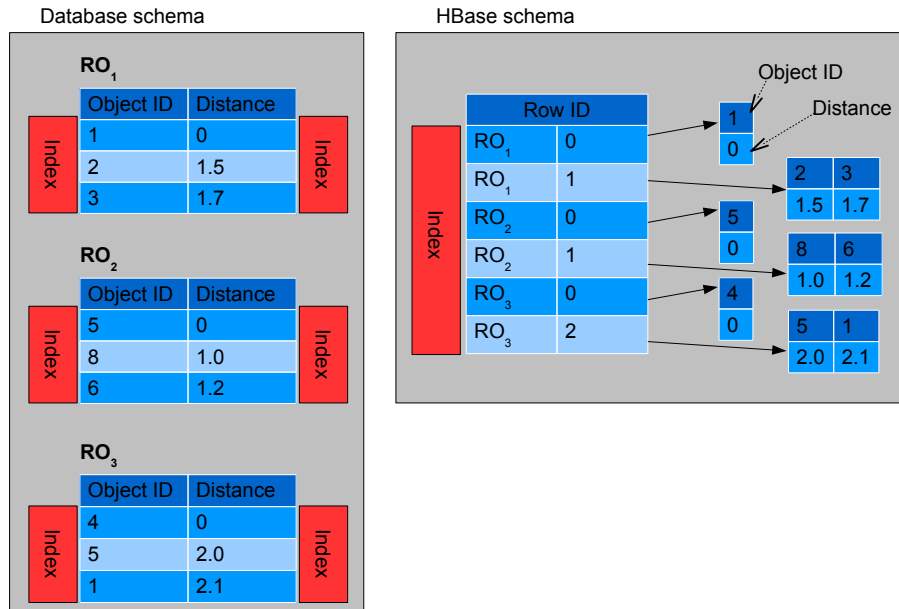 Database schema
RO1
Object ID Distance
1 0
2 1.5
3 1.7
Index
Index
RO2
Object ID Distance
5 0
8 1.0
6 1.2
Index
Index
RO3
Object ID Distance
4 0
5 2.0
1 2.1
Index
Index
HBase schema
Object ID
Distance
Row ID
RO1 0
RO1 1
RO2 0
RO2 1
RO3 0
RO3 2
Index
1
0
2 3
1.5 1.7
5
0
8 6
1.0 1.2
4
0
5 1
2.0 2.1